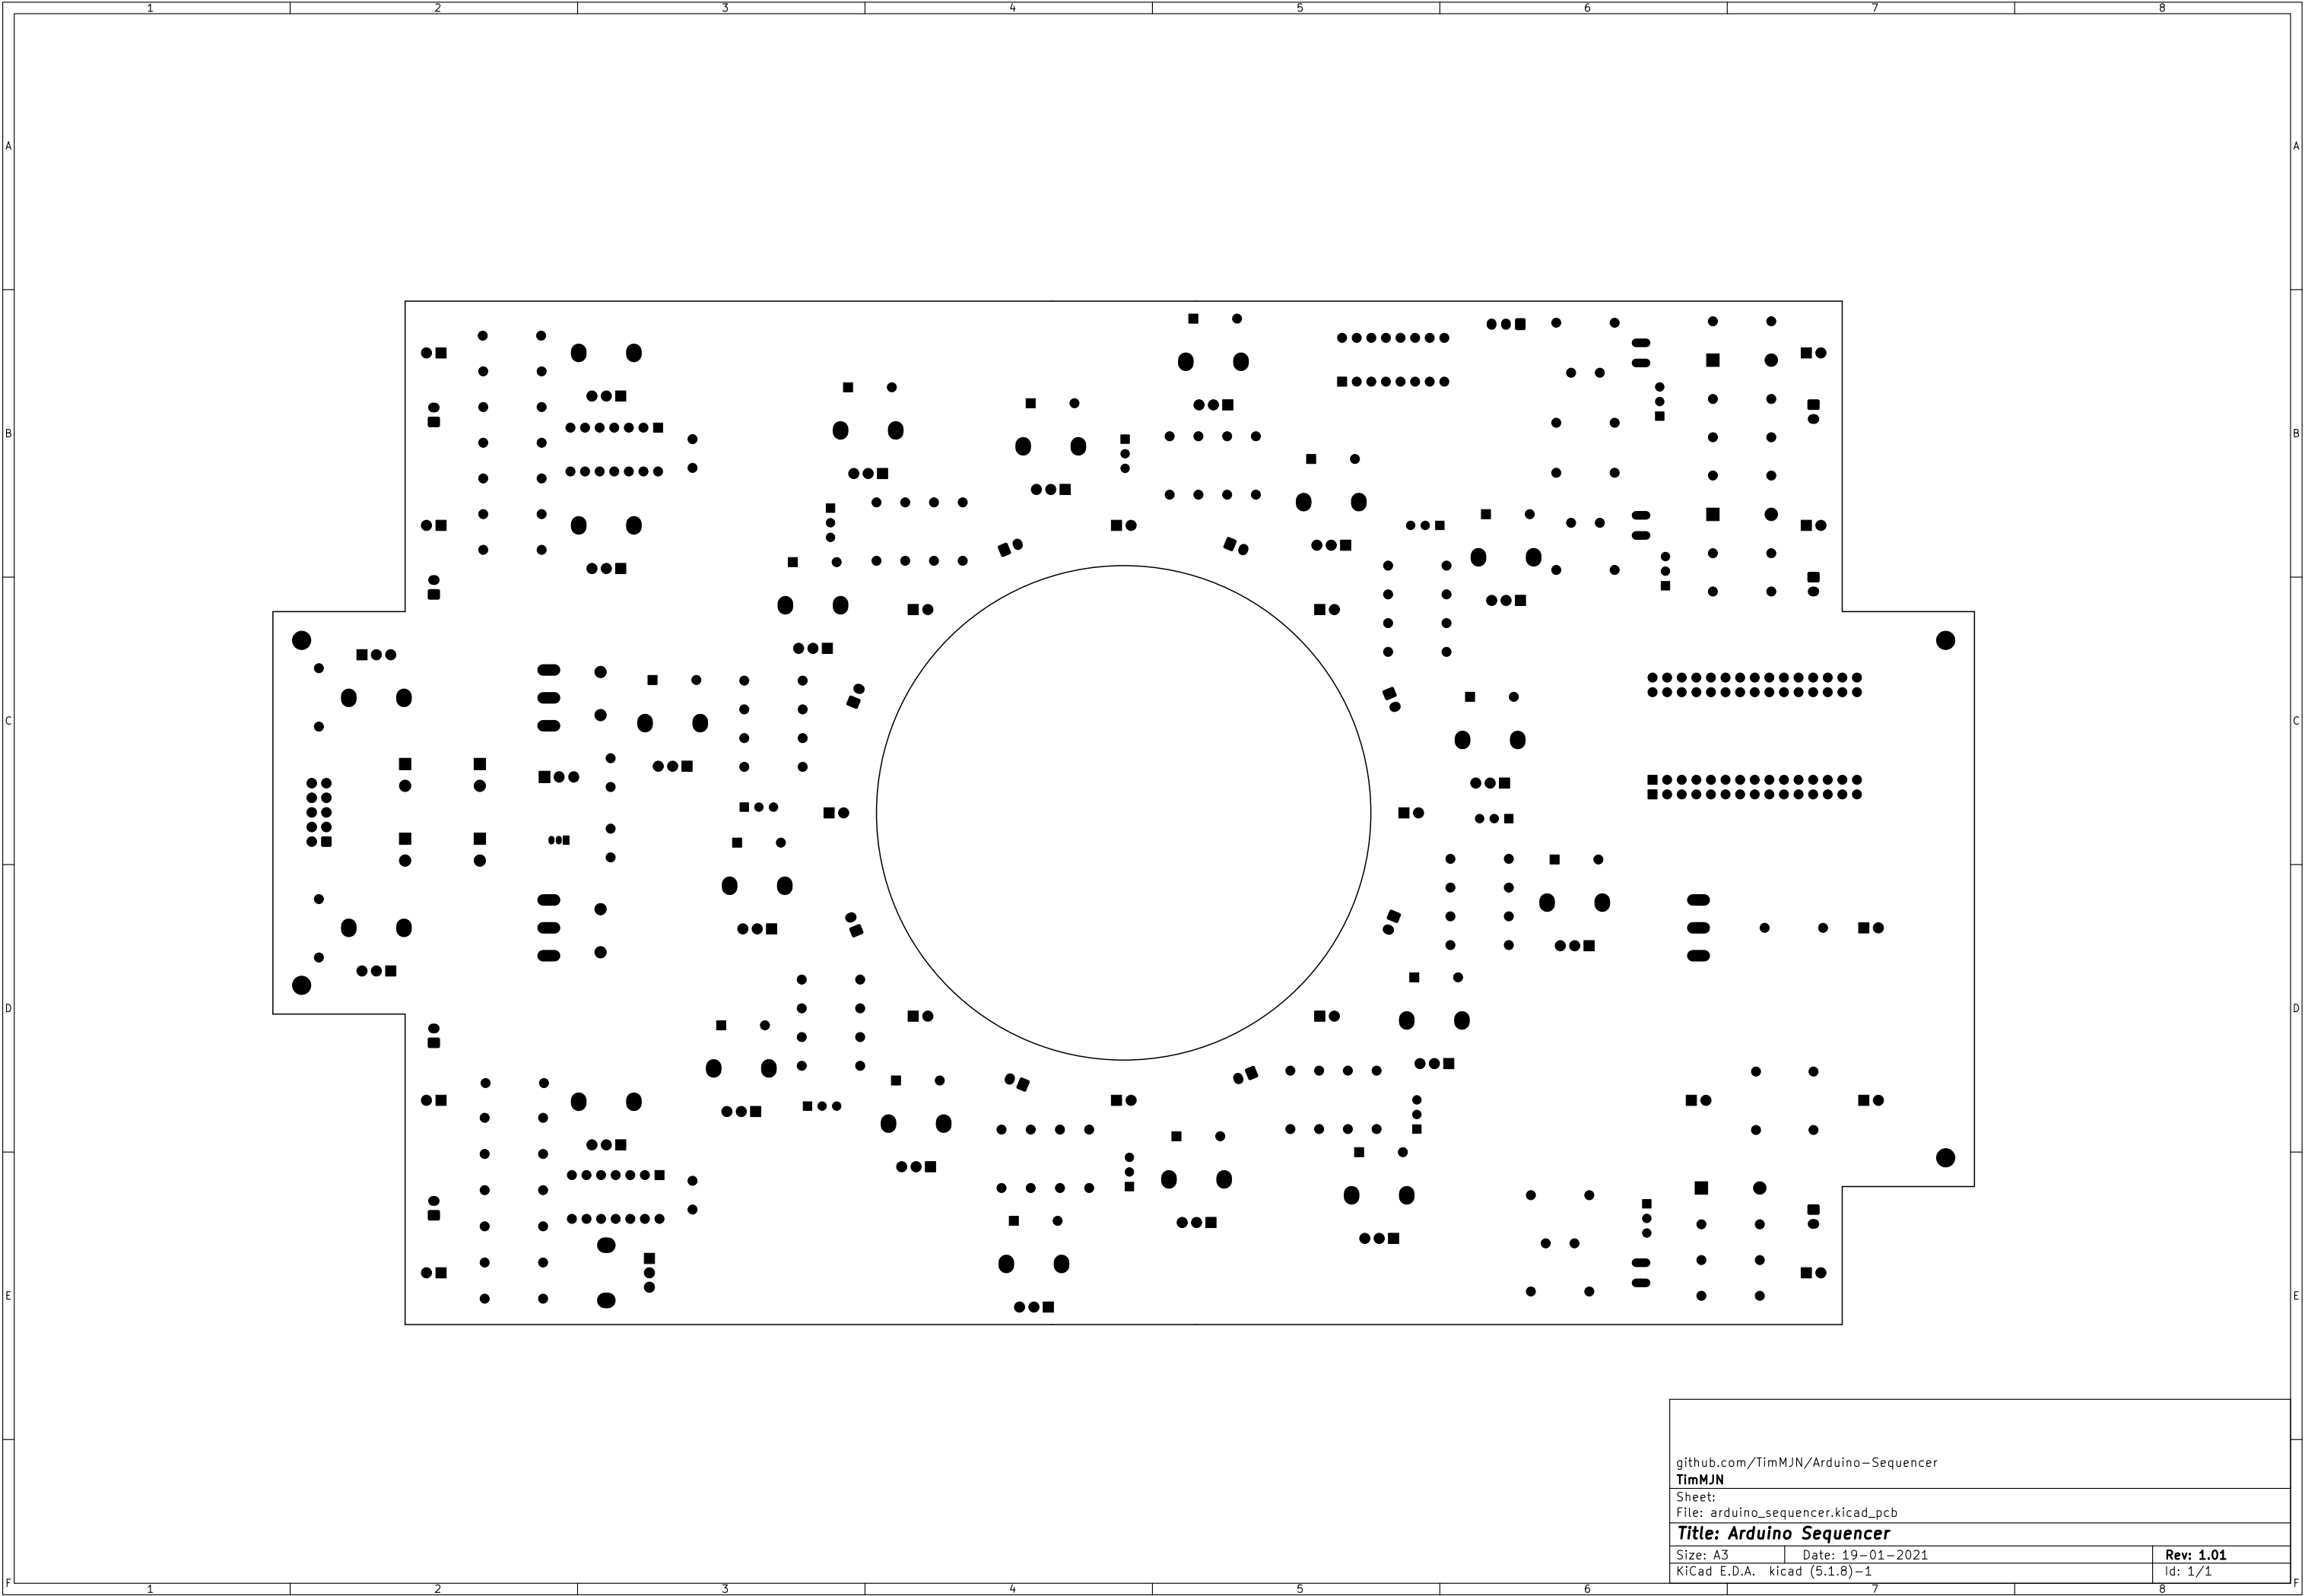 1 2 3 4 5 6 7 8
A A
B B
C C
D D
E E
github.com/TimMJN/Arduino-Sequencer
TimMJN
Sheet:
File: arduino_sequencer.kicad_pcb
Title: Arduino Sequencer
Size: A3 Date: 19-01-2021 Rev: 1.01
KiCad E.D.A. kicad (5.1.8)-1 Id: 1/1
F F
1 2 3 4 5 6 7 8